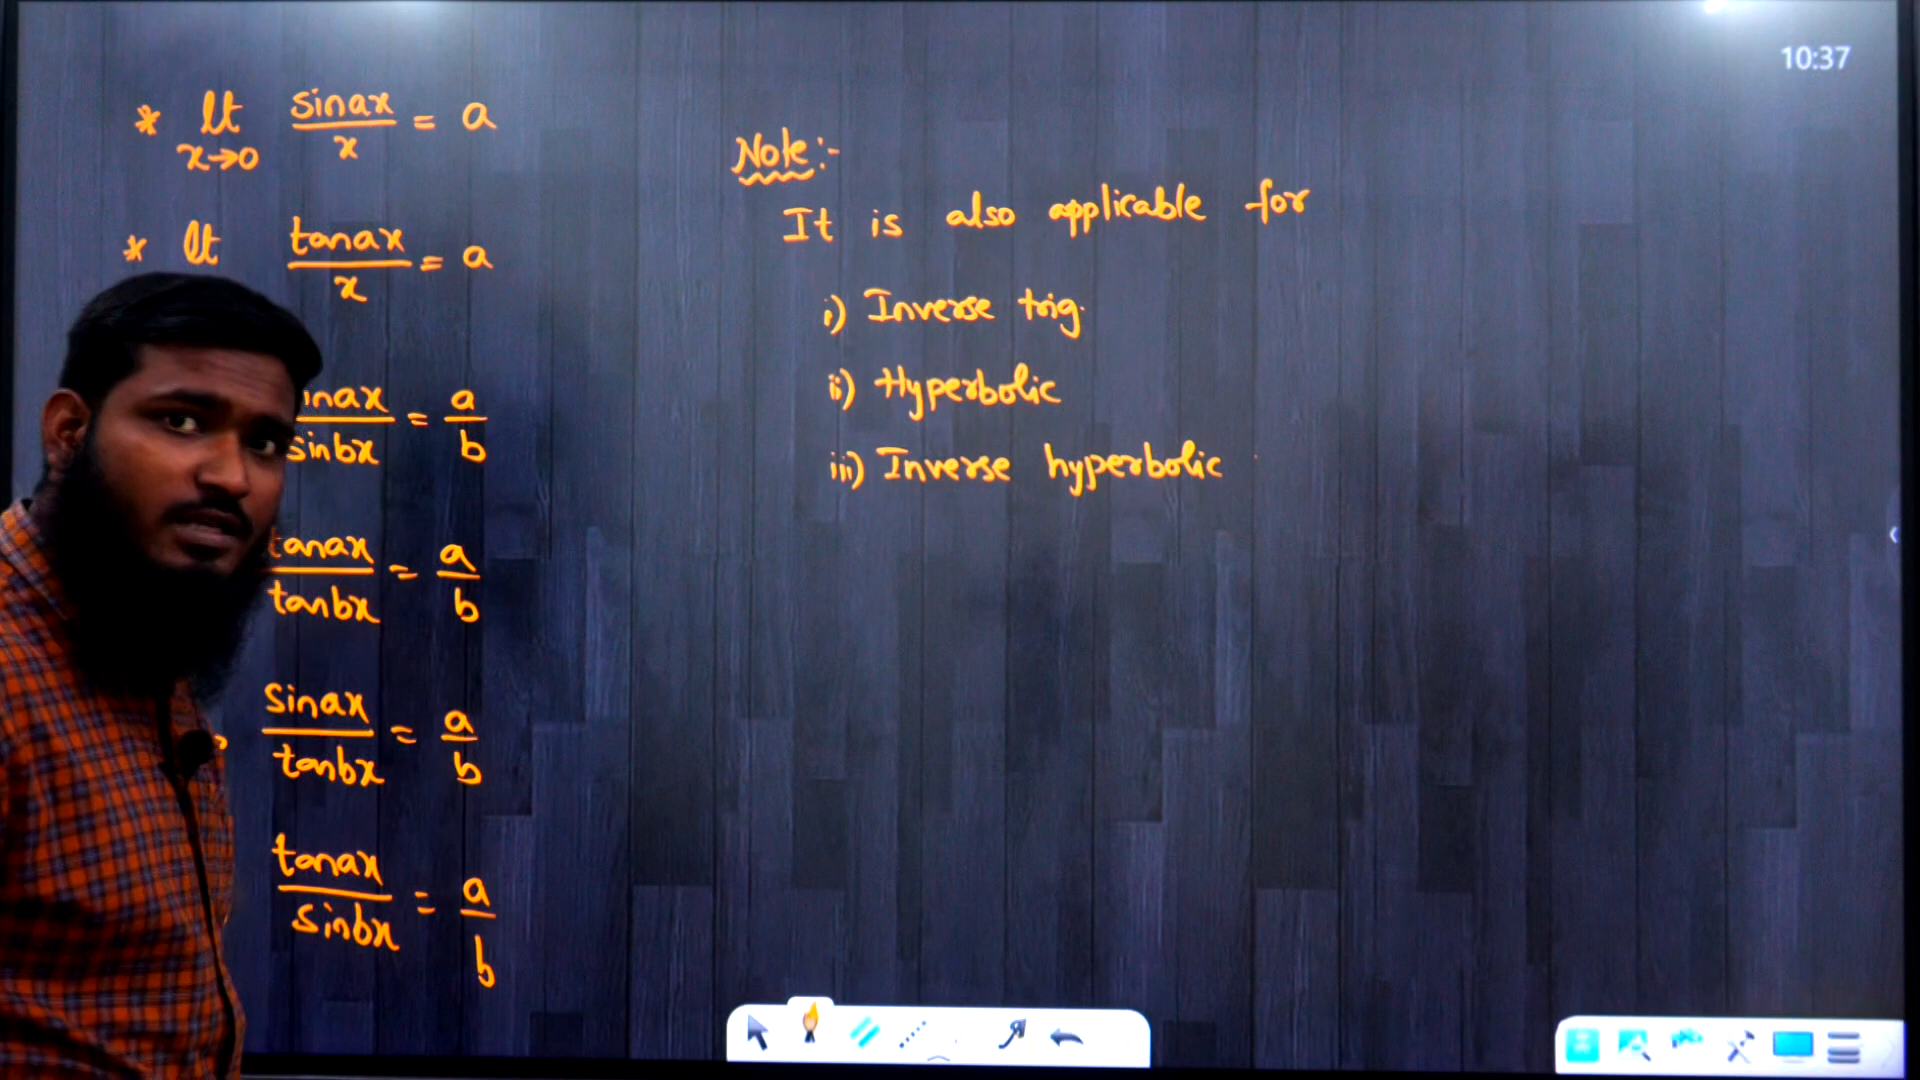 * lt sinax/x = a
x→0
* lt tanax/x = a
inax/sinbx = a/b
tanax/tanbx = a/b
sinax/tanbx = a/b
tanax/sinbx = a/b
10:37
Note:-
It is also applicable for
i) Inverse trig.
ii) Hyperbolic
iii) Inverse hyperbolic